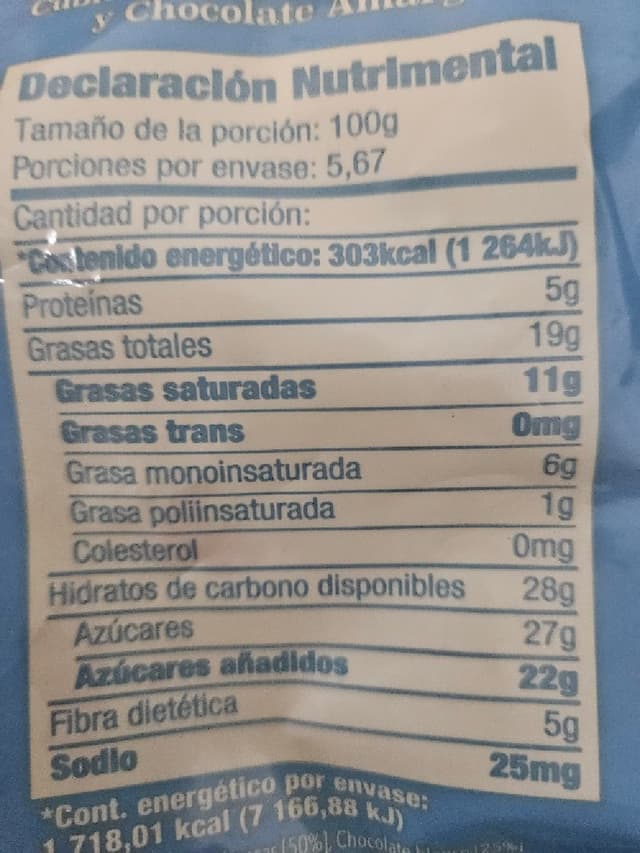 y Chocolate
Declaración Nutrimental
Tamaño de la porción: 100g
Porciones por envase: 5,67
Cantidad por porción:
*Contenido energético: 303kcal (1 264kJ)
Proteínas 5g
Grasas totales 19g
Grasas saturadas 11g
Grasas trans 0mg
Grasa monoinsaturada 6g
Grasa poliinsaturada 1g
Colesterol 0mg
Hidratos de carbono disponibles 28g
Azúcares 27g
Azúcares añadidos 22g
Fibra dietética 5g
Sodio 25mg
*Cont. energético por envase:
1 718,01 kcal (7 166,88 kJ)
(50%), Chocolate